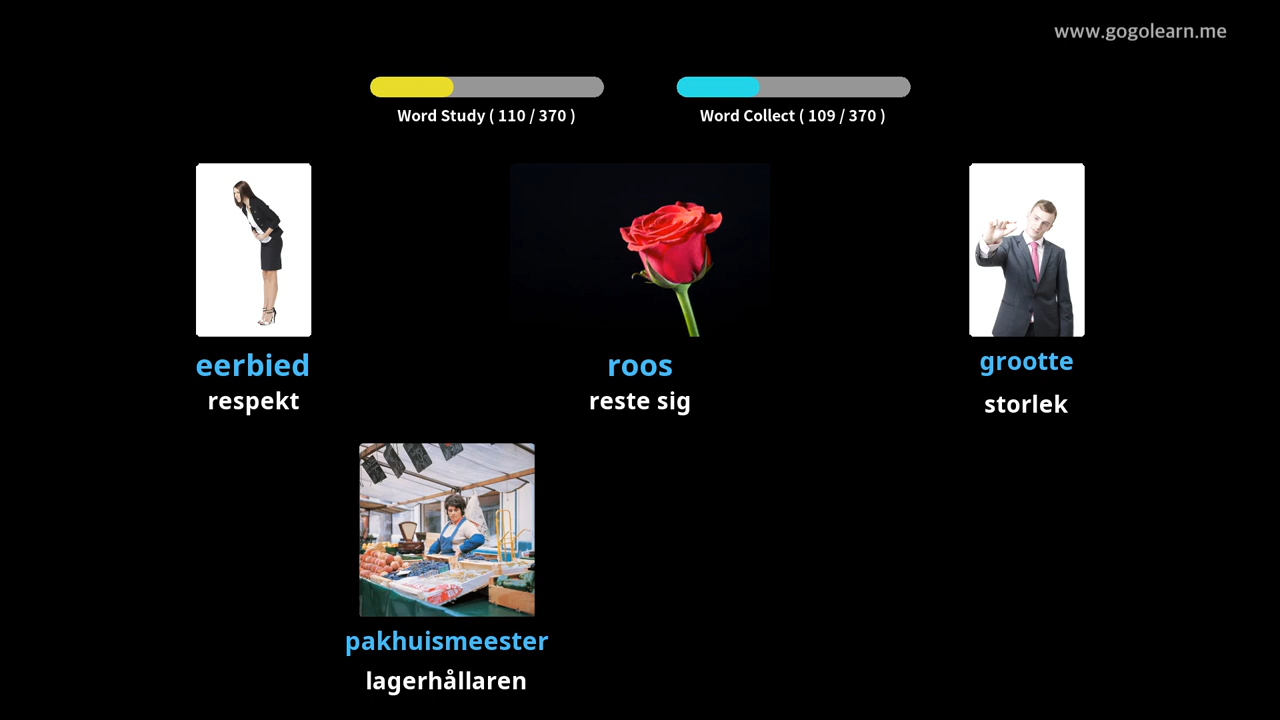 www.gogolearn.me
Word Study ( 110 / 370 )
Word Collect ( 109 / 370 )
eerbied
respekt
roos
reste sig
grootte
storlek
pakhuismeester
lagerhållaren